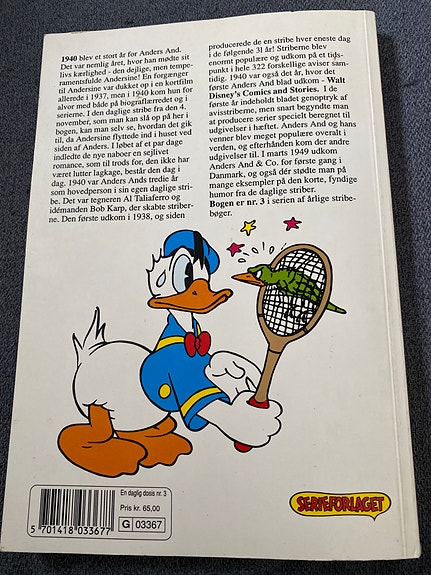 1940 blev et stort år for Anders And.
Det var nemlig året, hvor han mødte sit
livs kærlighed - den dejlige, men tempe-
ramentsfulde Andersine! En forgænger
til Andersine var dukket op i en kortfilm
allerede i 1937, men i 1940 kom hun for
alvor med både på biograflærredet og i
serierne. I den daglige stribe fra den 4.
november, som man kan slå op på her i
bogen, kan man selv se, hvordan det gik
til, da Andersine flyttede ind i huset ved
siden af Anders. I løbet af et par dage
indledte de nye naboer en sejlivet
romance, som til trods for, den ikke har
været lutter lagkage, består den dag i
dag. 1940 var Anders Ands tredie år
som hovedperson i sin egen daglige stri-
be. Det var tegneren Al Taliaferro og
idémanden Bob Karp, der skabte striber-
ne. Den første udkom i 1938, og siden
producerede de en stribe hver eneste dag
i de følgende 31 år! Striberne blev
enormt populære og udkom på et tids-
punkt i hele 322 forskellige aviser sam-
tidig. 1940 var også det år, hvor det
første Anders And blad udkom - Walt
Disney's Comics and Stories. I de
første år indeholdt bladet genoptryk af
avisstriberne, men snart begyndte man
at producere serier specielt beregnet til
udgivelser i hæftet. Anders And og hans
venner blev meget populære overalt i
verden, og efterhånden kom der andre
udgivelser til. I marts 1949 udkom
Anders And & Co. for første gang i
Danmark, og også dér stødte man på
mange eksempler på den korte, fyndige
humor fra de daglige striber.
Bogen er nr. 3 i serien af årlige stribe-
bøger.
En daglig dosis nr. 3
Pris kr. 65,00
G 03367
5 701418 033677
SERIEFORLAGET